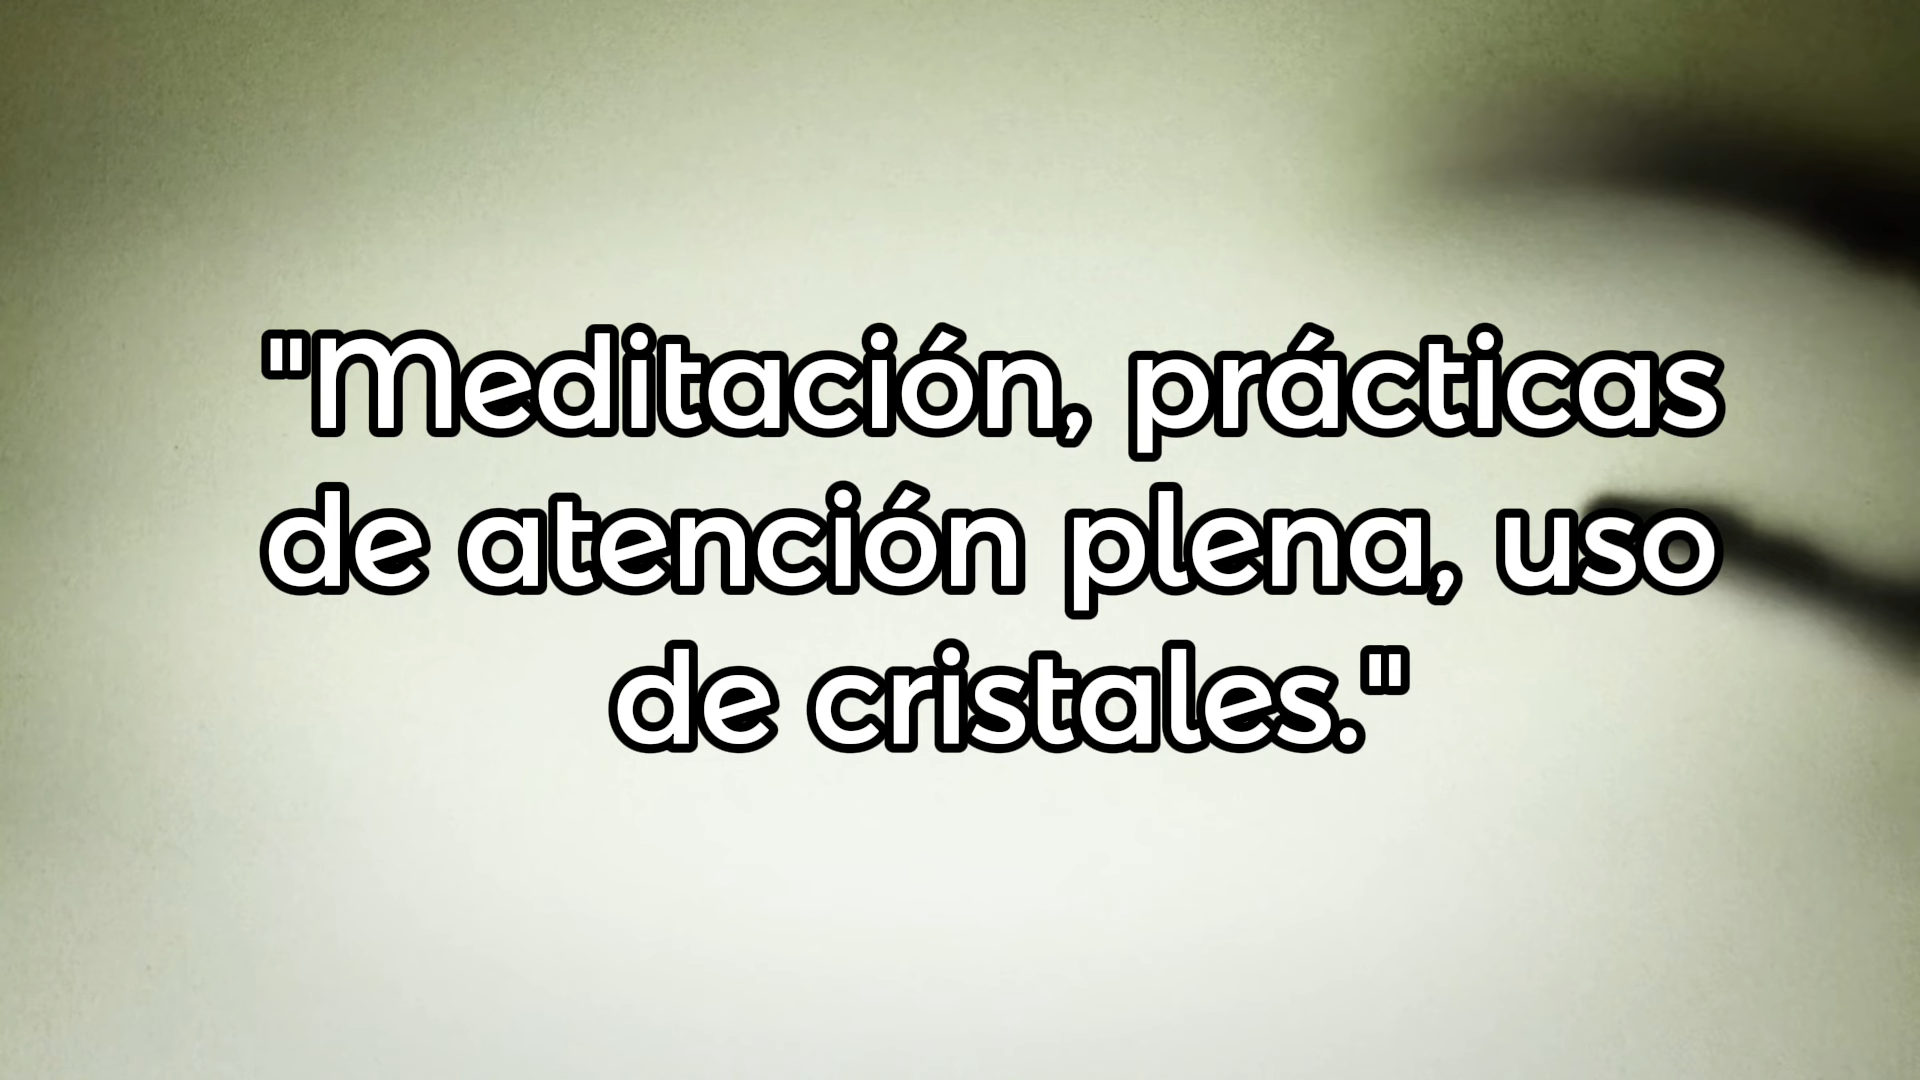 "Meditación, prácticas
de atención plena, uso
de cristales."